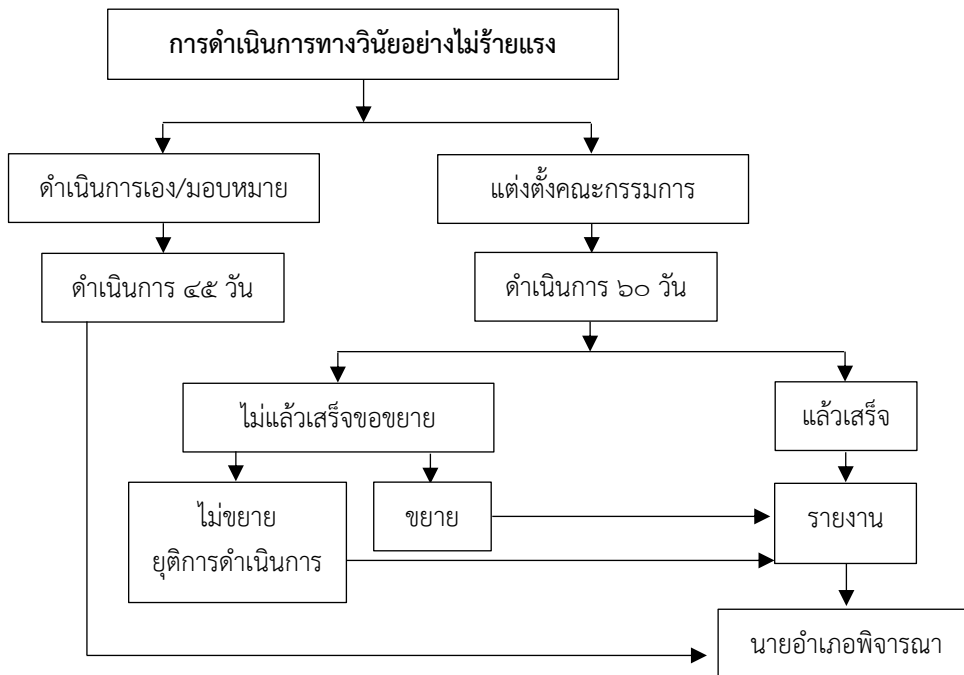 การดำเนินการทางวินัยอย่างไม่ร้ายแรง
ดำเนินการเอง/มอบหมาย
แต่งตั้งคณะกรรมการ
ดำเนินการ ๔๕ วัน
ดำเนินการ ๖๐ วัน
ไม่แล้วเสร็จขอขยาย
แล้วเสร็จ
ไม่ขยาย
ยุติการดำเนินการ
ขยาย
รายงาน
นายอำเภอพิจารณา